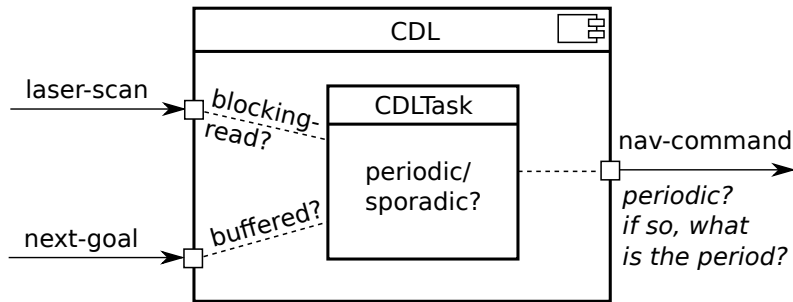 CDL
laser-scan
blocking-
read?
CDLTask
nav-command
periodic/
sporadic?
periodic?
if so, what
is the period?
next-goal
buffered?